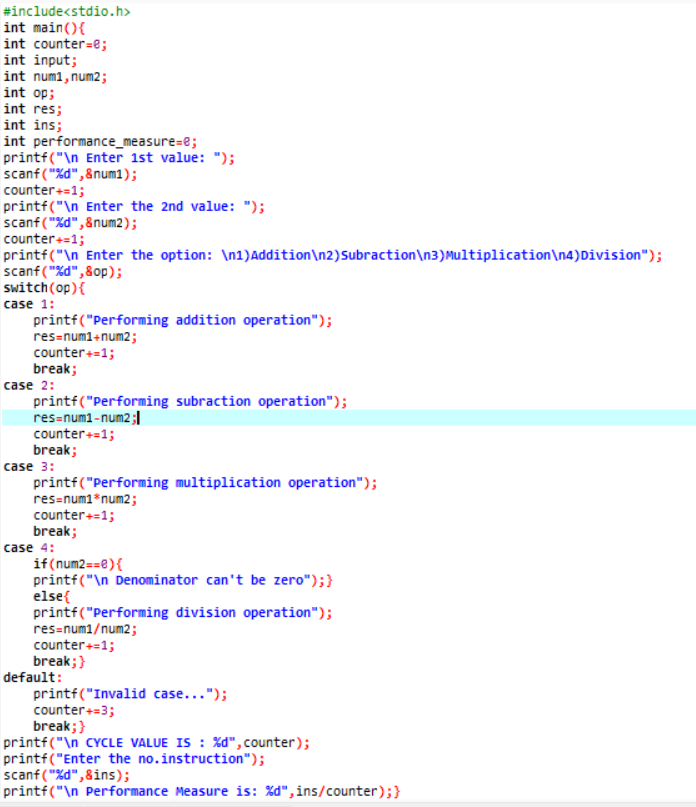 #include<stdio.h>
int main(){
int counter=0;
int input;
int num1,num2;
int op;
int res;
int ins;
int performance_measure=0;
printf("\n Enter 1st value: ");
scanf("%d",&num1);
counter+=1;
printf("\n Enter the 2nd value: ");
scanf("%d",&num2);
counter+=1;
printf("\n Enter the option: \n1)Addition\n2)Subraction\n3)Multiplication\n4)Division");
scanf("%d",&op);
switch(op){
case 1:
    printf("Performing addition operation");
    res=num1+num2;
    counter+=1;
    break;
case 2:
    printf("Performing subraction operation");
    res=num1-num2;
    counter+=1;
    break;
case 3:
    printf("Performing multiplication operation");
    res=num1*num2;
    counter+=1;
    break;
case 4:
    if(num2==0){
    printf("\n Denominator can't be zero");}
    else{
    printf("Performing division operation");
    res=num1/num2;
    counter+=1;
    break;}
default:
    printf("Invalid case...");
    counter+=3;
    break;}
printf("\n CYCLE VALUE IS : %d",counter);
printf("Enter the no.instruction");
scanf("%d",&ins);
printf("\n Performance Measure is: %d",ins/counter);}